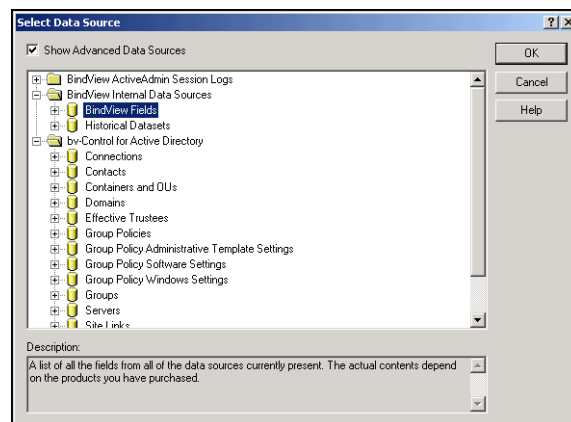 Select Data Source
Show Advanced Data Sources
OK
BindView ActiveAdmin Session Logs
Cancel
BindView Internal Data Sources
BindView Fields
Help
Historical Datasets
bv-Control for Active Directory
Connections
Contacts
Containers and OUs
Domains
Effective Trustees
Group Policies
Group Policy Administrative Template Settings
Group Policy Software Settings
Group Policy Windows Settings
Groups
Servers
Site Links
Description:
A list of all the fields from all of the data sources currently present. The actual contents depend
on the products you have purchased.